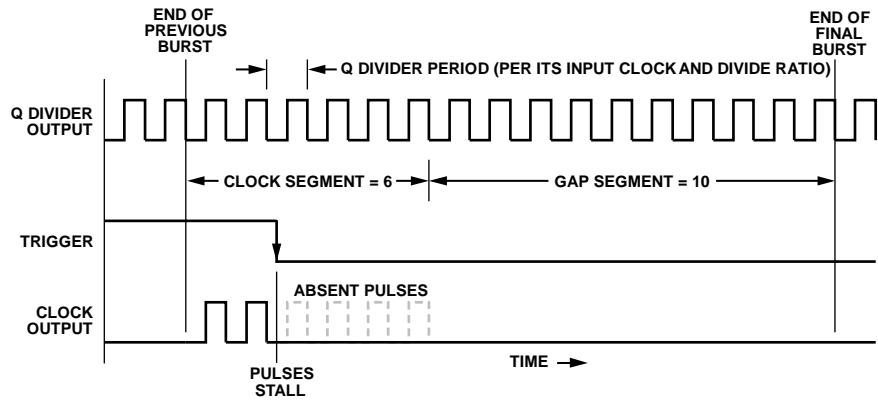 END OF
PREVIOUS
BURST
END OF
FINAL
BURST
Q DIVIDER PERIOD (PER ITS INPUT CLOCK AND DIVIDE RATIO)
Q DIVIDER
OUTPUT
CLOCK SEGMENT = 6
GAP SEGMENT = 10
TRIGGER
ABSENT PULSES
CLOCK
OUTPUT
TIME
PULSES
STALL